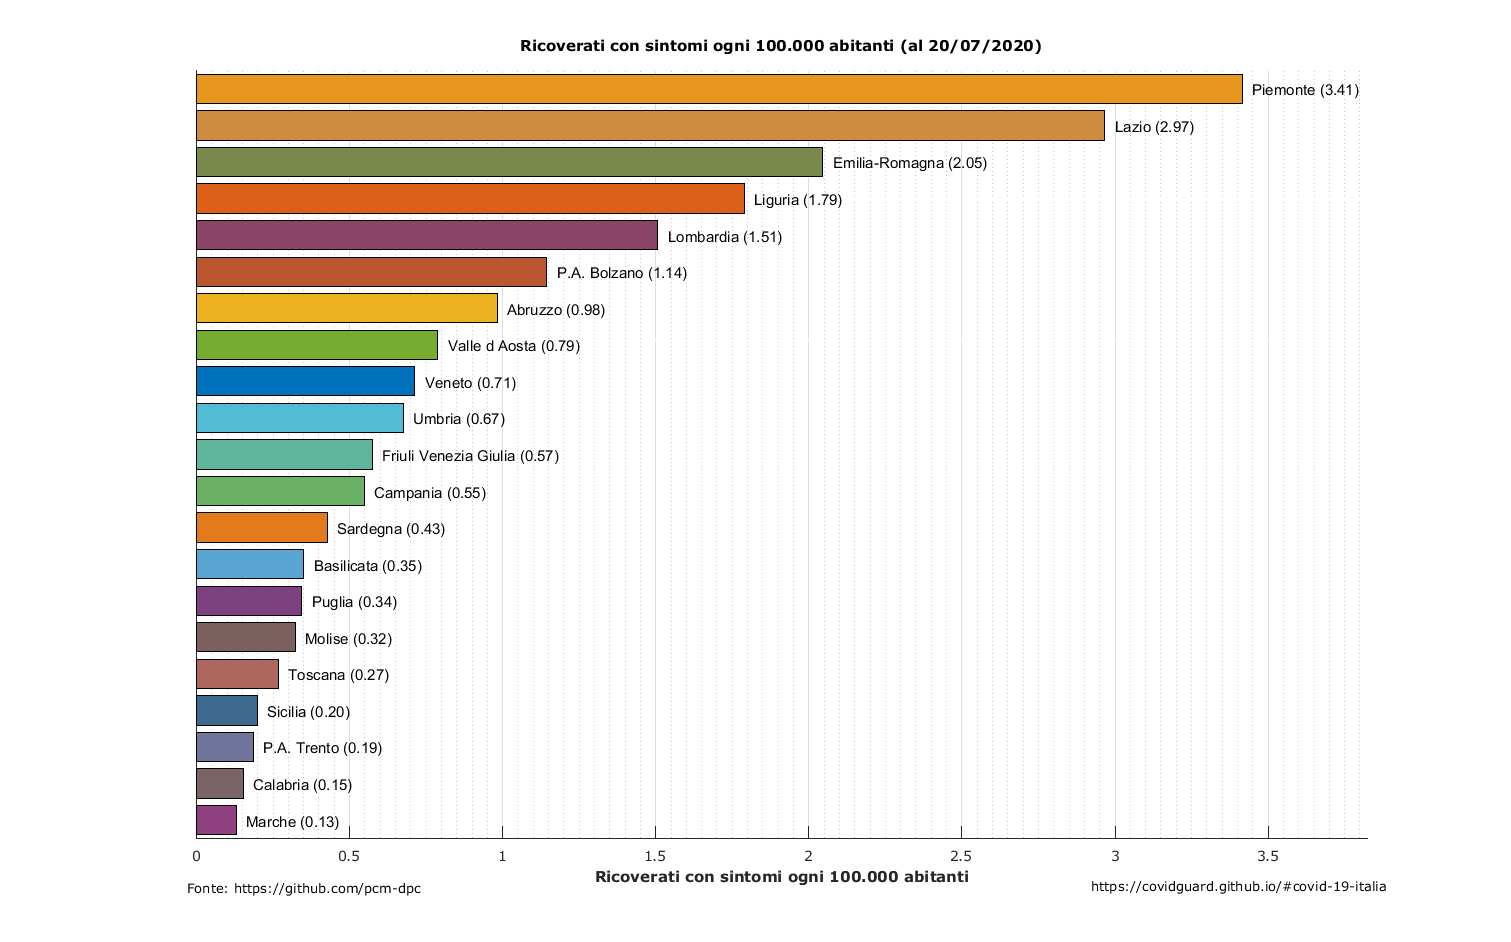 Ricoverati con sintomi ogni 100.000 abitanti (al 20/07/2020)
Piemonte (3.41)
Lazio (2.97)
Emilia-Romagna (2.05)
Liguria (1.79)
Lombardia (1.51)
P.A. Bolzano (1.14)
Abruzzo (0.98)
Valle d Aosta (0.79)
Veneto (0.71)
Umbria (0.67)
Friuli Venezia Giulia (0.57)
Campania (0.55)
Sardegna (0.43)
Basilicata (0.35)
Puglia (0.34)
Molise (0.32)
Toscana (0.27)
Sicilia (0.20)
P.A. Trento (0.19)
Calabria (0.15)
Marche (0.13)
0 0.5 1 1.5 2 2.5 3 3.5
Ricoverati con sintomi ogni 100.000 abitanti
Fonte: https://github.com/pcm-dpc
https://covidguard.github.io/#covid-19-italia